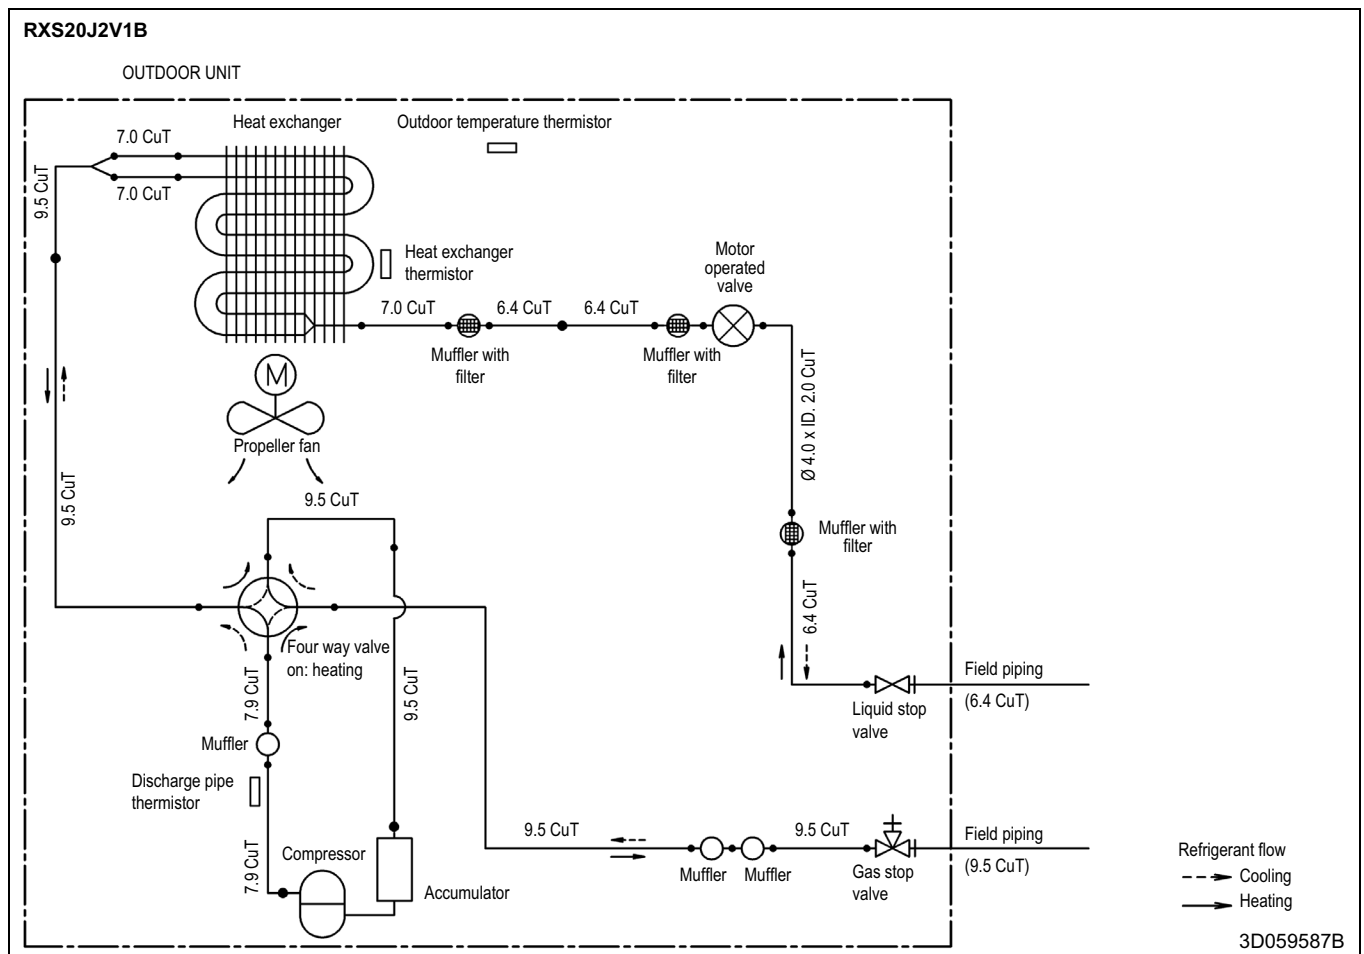 RXS20J2V1B
OUTDOOR UNIT
Heat exchanger
Outdoor temperature thermistor
7.0 CuT
7.0 CuT
9.5 CuT
Heat exchanger
thermistor
Motor
operated
valve
7.0 CuT
6.4 CuT
6.4 CuT
Muffler with
filter
Muffler with
filter
M
Propeller fan
Ø 4.0 x ID. 2.0 CuT
9.5 CuT
9.5 CuT
Muffler with
filter
6.4 CuT
Four way valve
on: heating
7.9 CuT
9.5 CuT
Field piping
(6.4 CuT)
Liquid stop
valve
Muffler
Discharge pipe
thermistor
7.9 CuT
Compressor
Accumulator
9.5 CuT
9.5 CuT
Muffler
Muffler
Gas stop
valve
Field piping
(9.5 CuT)
Refrigerant flow
Cooling
Heating
3D059587B